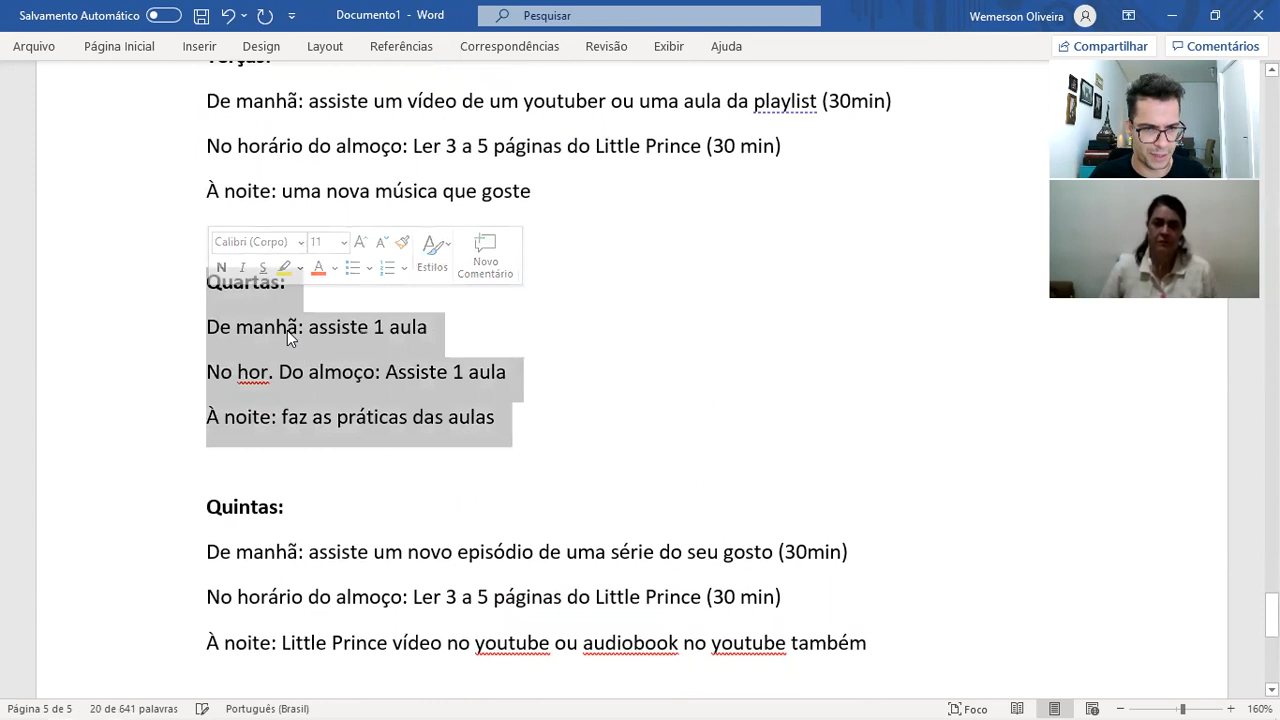 Salvamento Automático
Documento1 - Word
Pesquisar
Wemerson Oliveira
Arquivo
Página Inicial
Inserir
Design
Layout
Referências
Correspondências
Revisão
Exibir
Ajuda
Compartilhar
Comentários
Terças:
De manhã: assiste um vídeo de um youtuber ou uma aula da playlist (30min)
No horário do almoço: Ler 3 a 5 páginas do Little Prince (30 min)
À noite: uma nova música que goste
Calibri (Corpo)
11
N I S
A
Estilos
Novo
Comentário
Quartas:
De manhã: assiste 1 aula
No hor. Do almoço: Assiste 1 aula
À noite: faz as práticas das aulas
Quintas:
De manhã: assiste um novo episódio de uma série do seu gosto (30min)
No horário do almoço: Ler 3 a 5 páginas do Little Prince (30 min)
À noite: Little Prince vídeo no youtube ou audiobook no youtube também
Página 5 de 5
20 de 641 palavras
Português (Brasil)
Foco
160%